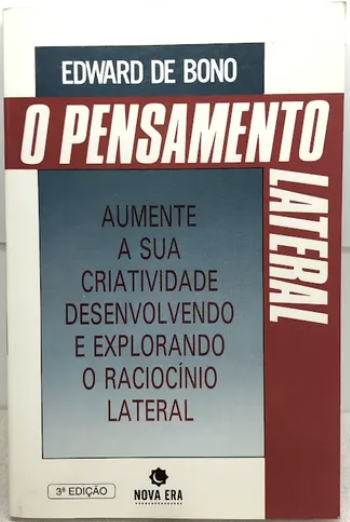 EDWARD DE BONO
O PENSAMENTO
LATERAL
AUMENTE
A SUA
CRIATIVIDADE
DESENVOLVENDO
E EXPLORANDO
O RACIOCÍNIO
LATERAL
3ª EDIÇÃO
NOVA ERA